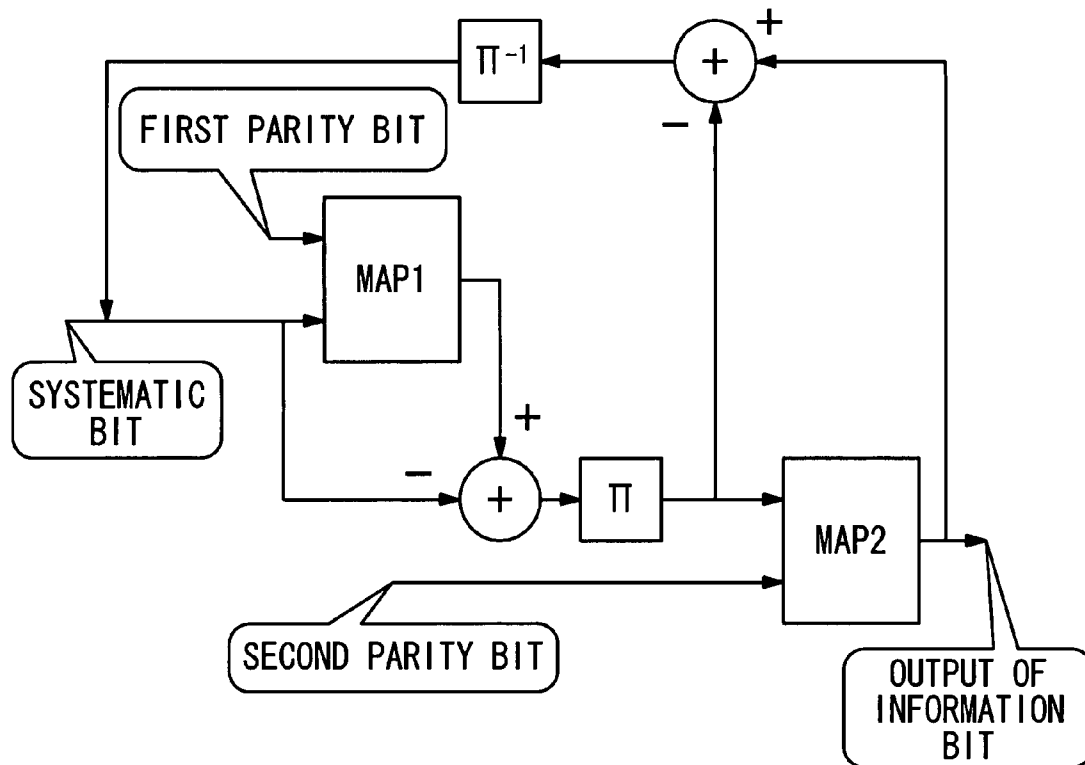 Π⁻¹
+
+
−
FIRST PARITY BIT
MAP1
SYSTEMATIC
BIT
+
−
+
Π
MAP2
SECOND PARITY BIT
OUTPUT OF
INFORMATION
BIT